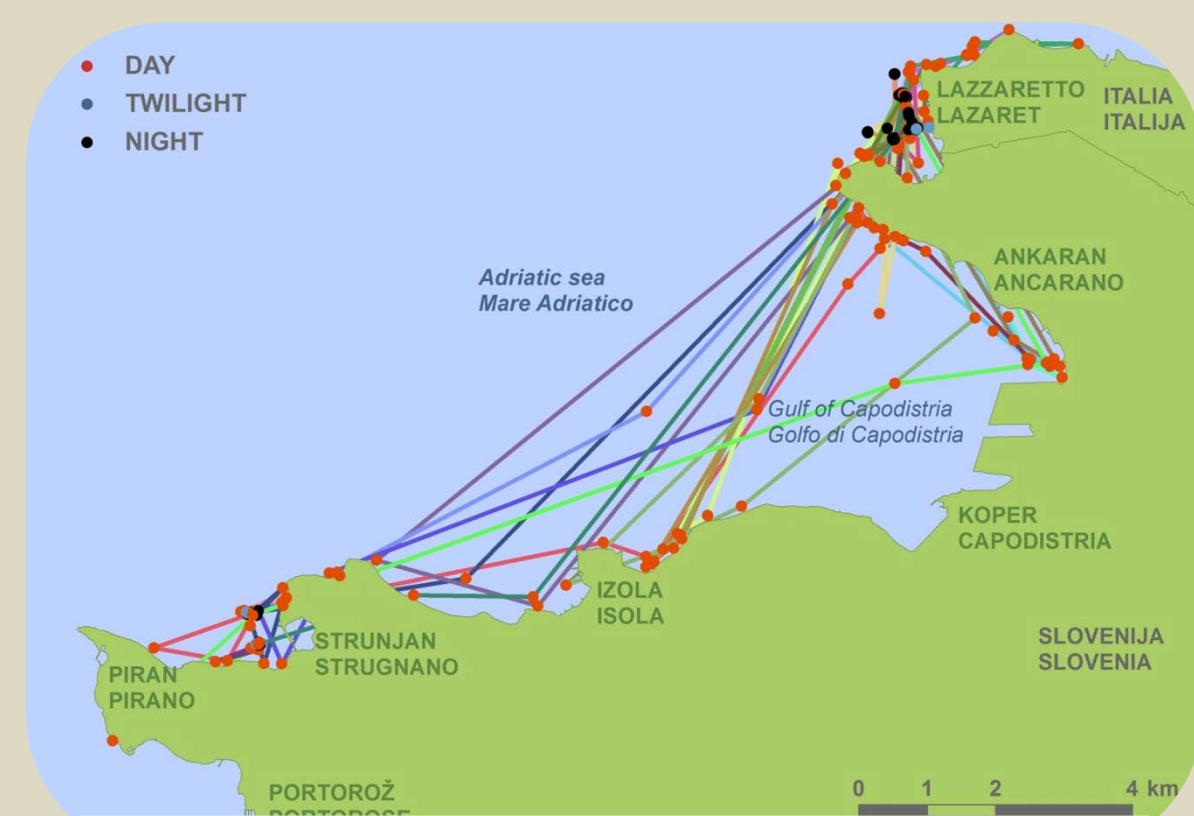 DAY
TWILIGHT
NIGHT
LAZZARETTO
LAZARET
ITALIA
ITALIJA
ANKARAN
ANCARANO
Adriatic sea
Mare Adriatico
Gulf of Capodistria
Golfo di Capodistria
KOPER
CAPODISTRIA
IZOLA
ISOLA
STRUNJAN
STRUGNANO
SLOVENIJA
SLOVENIA
PIRAN
PIRANO
PORTOROŽ
PORTOROSE
0 1 2 4 km